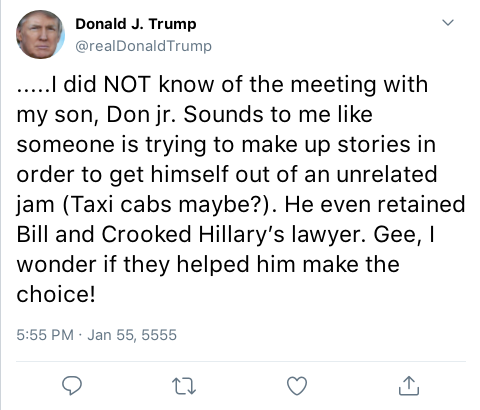 Donald J. Trump
@realDonaldTrump
.....I did NOT know of the meeting with
my son, Don jr. Sounds to me like
someone is trying to make up stories in
order to get himself out of an unrelated
jam (Taxi cabs maybe?). He even retained
Bill and Crooked Hillary’s lawyer. Gee, I
wonder if they helped him make the
choice!
5:55 PM · Jan 55, 5555